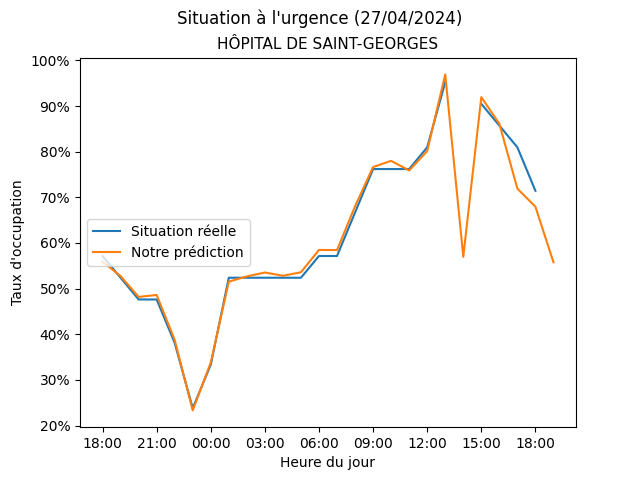 Situation à l'urgence (27/04/2024)
HÔPITAL DE SAINT-GEORGES
100%
90%
80%
70%
60%
50%
40%
30%
20%
Taux d'occupation
Situation réelle
Notre prédiction
18:00 21:00 00:00 03:00 06:00 09:00 12:00 15:00 18:00
Heure du jour